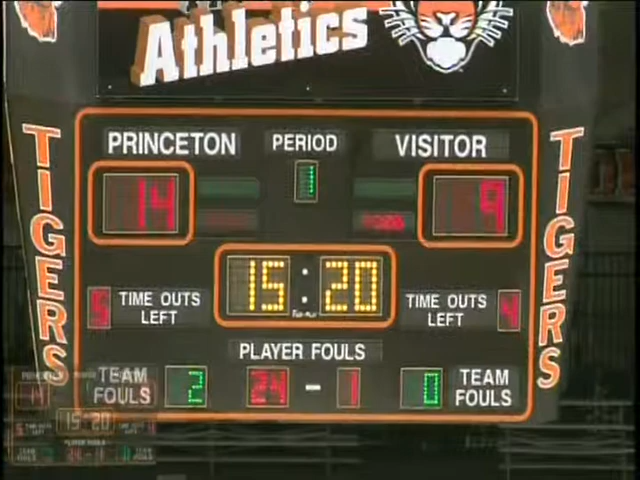 Athletics
PRINCETON PERIOD VISITOR
14 1 9
TIGERS
TIGERS
15:20
5 TIME OUTS LEFT
TIME OUTS LEFT 4
PLAYER FOULS
TEAM FOULS 2
24 - 1
0 TEAM FOULS